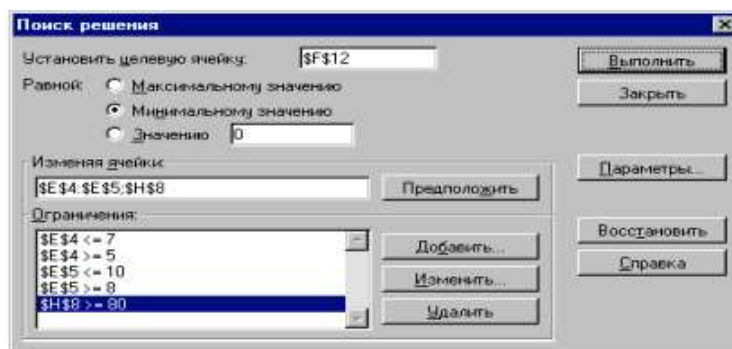 Поиск решения
Установить целевую ячейку: $F$12 Выполнить
Равной: Максимальному значению Закрыть
Минимальному значению
Значению 0
Изменяя ячейки: Параметры...
$E$4;$E$5;$H$8 Предположить
Ограничения:
$E$4 <= 7 Добавить... Восстановить
$E$4 >= 5
$E$5 <= 10 Изменить... Справка
$E$5 >= 8
$H$8 >= 80 Удалить